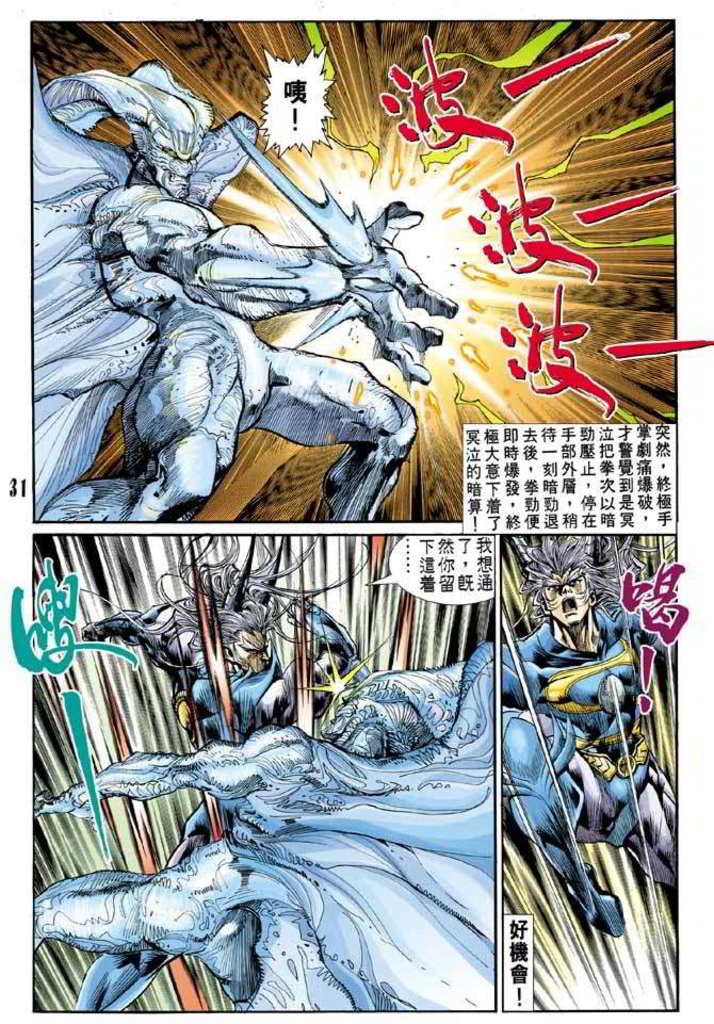 咦！
波一
波一
波一
突然，終極手
掌劇痛爆破，
才警覺到是冥
泣把拳次以暗
勁壓止，停在
手部外層，稍
待一刻暗勁退
去後，拳勁便
即時爆發，終
極大意下着了
冥泣的暗算！
31
我想通
了，既
然你留
下這着
……
喝！
好機會！